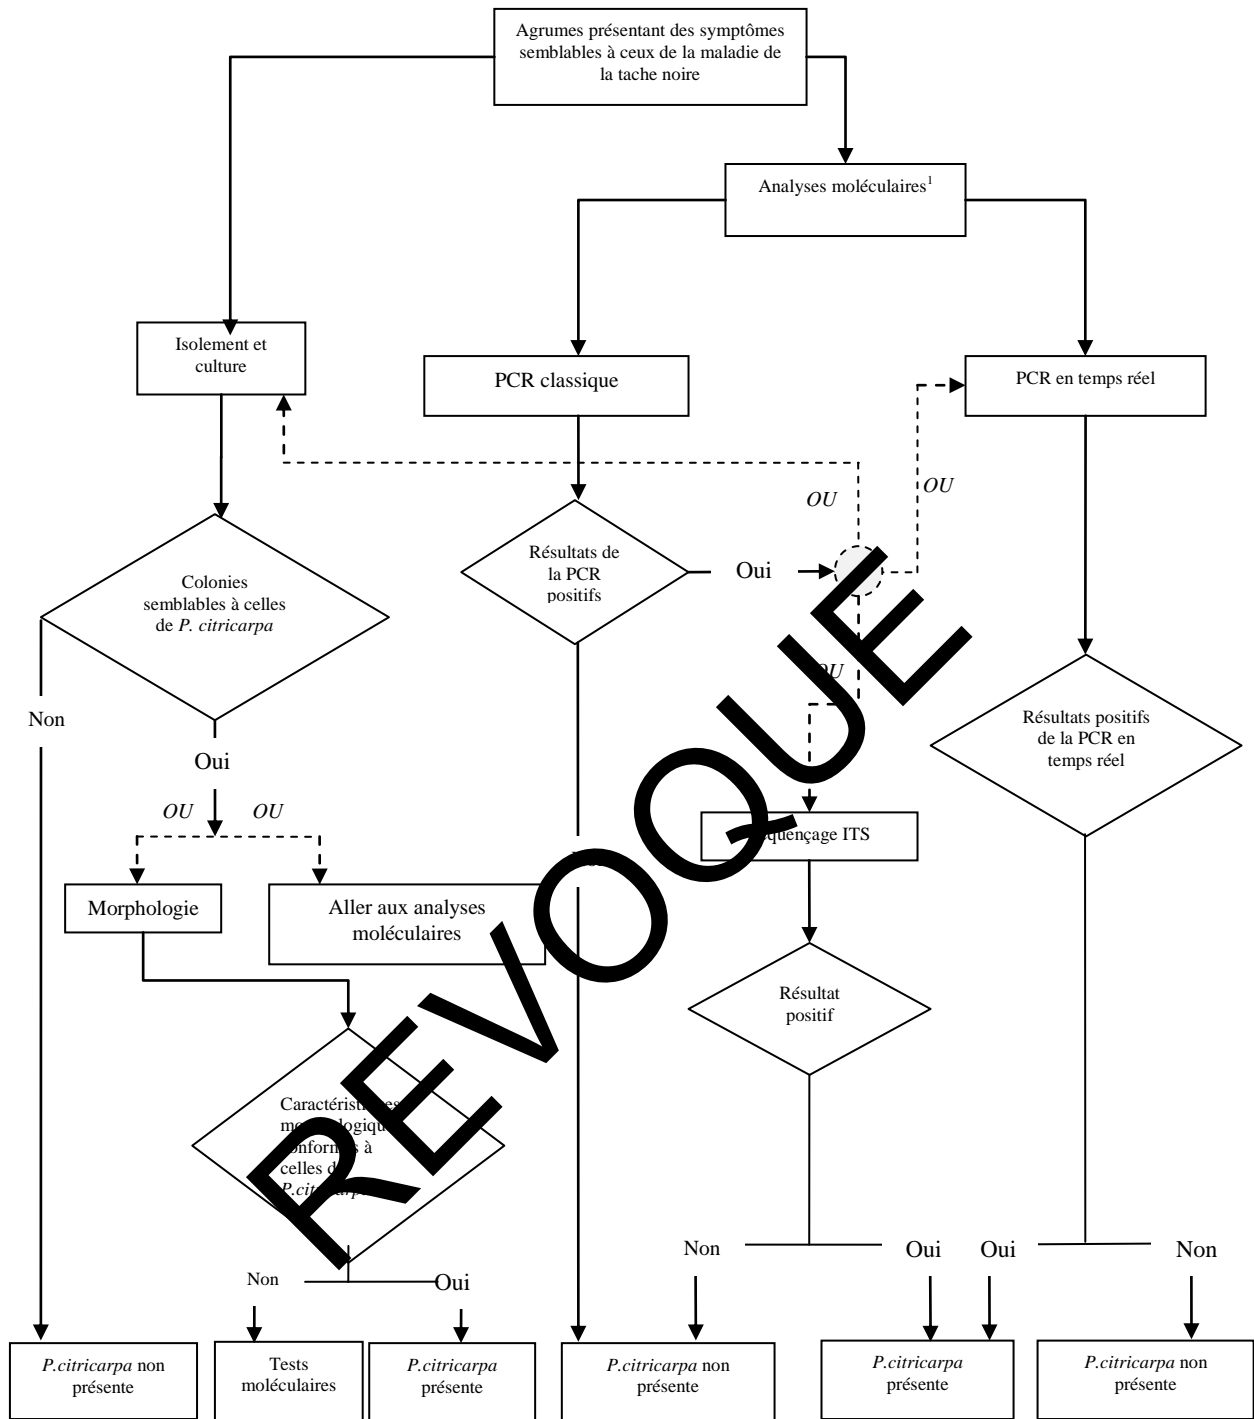 Agrumes présentant des symptômes
semblables à ceux de la maladie de
la tache noire
Analyses moléculaires¹
Isolement et
culture
PCR classique
PCR en temps réel
OU
OU
Résultats de
la PCR
positifs
Oui
Colonies
semblables à celles
de P. citricarpa
OU
Non
Résultats positifs
de la PCR en
temps réel
Oui
OU
OU
ITS
Morphologie
Aller aux analyses
moléculaires
Résultat
positif
à
celles
REVOQUE
Non
Oui
Oui
Non
Non
Oui
P.citricarpa non
présente
Tests
moléculaires
P.citricarpa
présente
P.citricarpa non
présente
P.citricarpa
présente
P.citricarpa non
présente